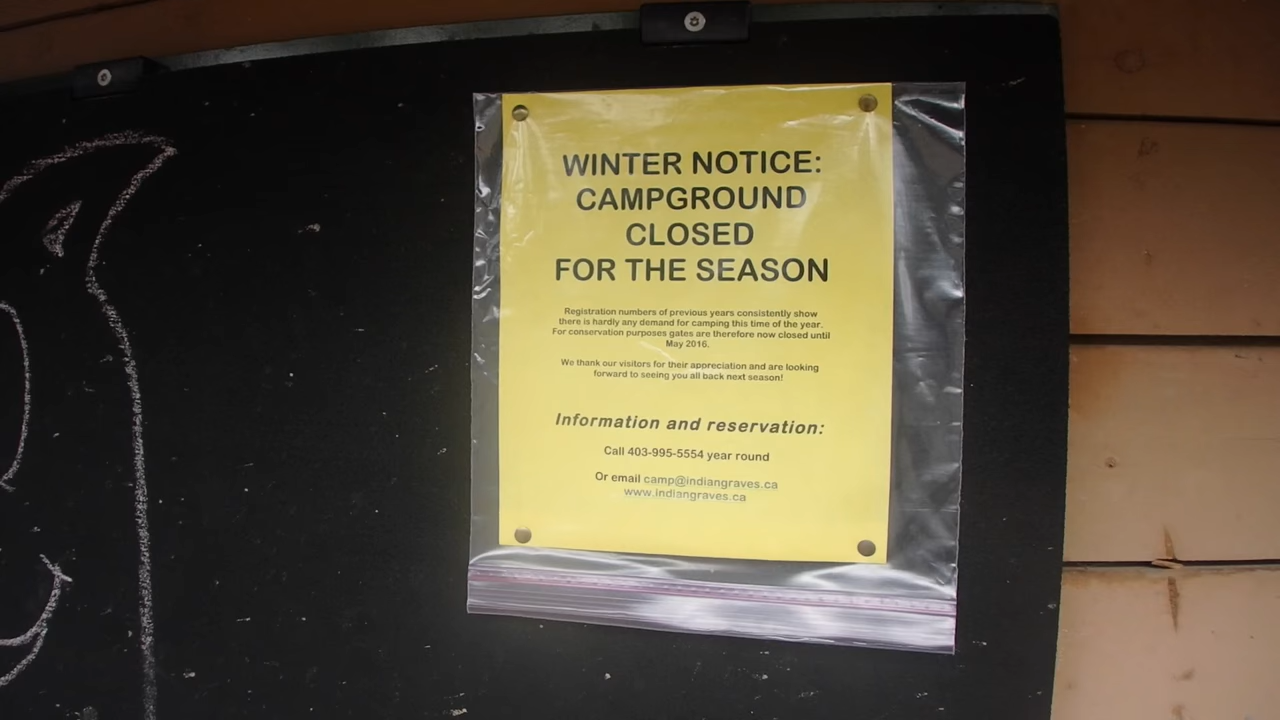 WINTER NOTICE:
CAMPGROUND
CLOSED
FOR THE SEASON
Registration numbers of previous years consistently show
there is hardly any demand for camping this time of the year.
For conservation purposes gates are therefore now closed until
May 2016.
We thank our visitors for their appreciation and are looking
forward to seeing you all back next season!
Information and reservation:
Call 403-995-5554 year round
Or email camp@indiangraves.ca
www.indiangraves.ca